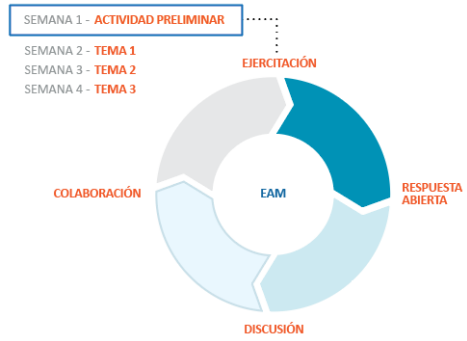 SEMANA 1 - ACTIVIDAD PRELIMINAR
SEMANA 2 - TEMA 1
SEMANA 3 - TEMA 2
SEMANA 4 - TEMA 3
EJERCITACIÓN
COLABORACIÓN
EAM
RESPUESTA
ABIERTA
DISCUSIÓN